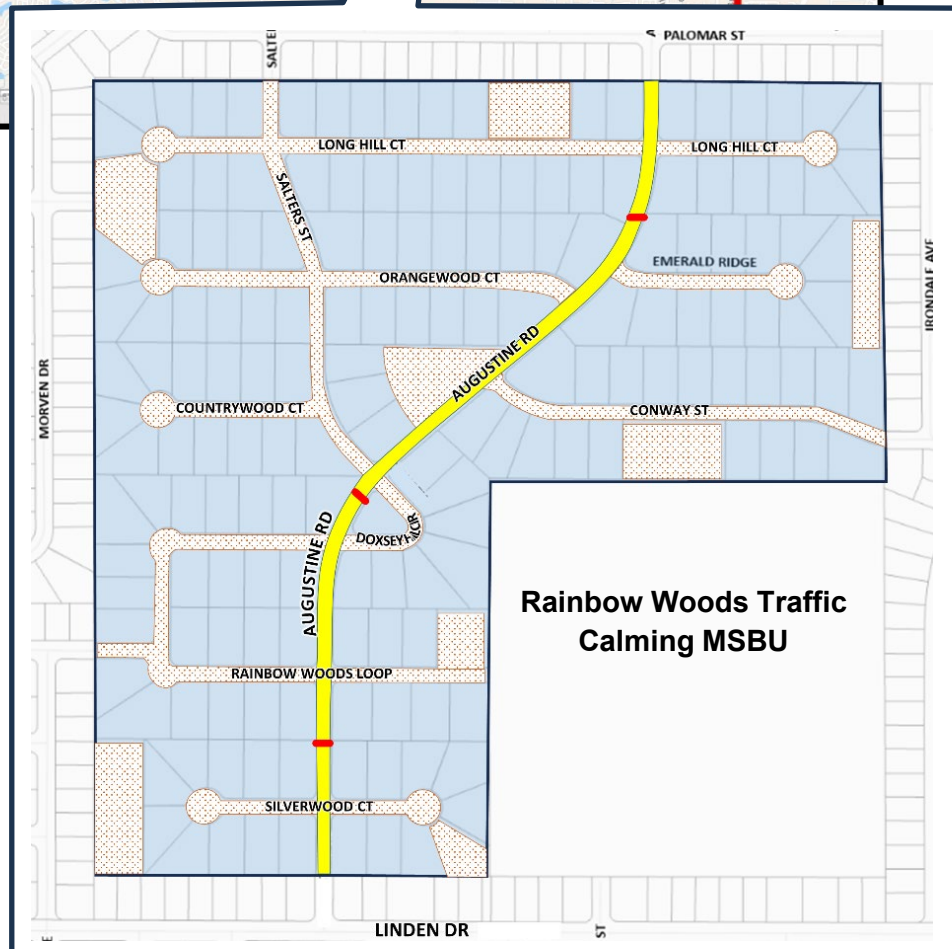 SALTE
PALOMAR ST
LONG HILL CT
LONG HILL CT
SALTERS ST
EMERALD RIDGE
ORANGEWOOD CT
IRONDALE AVE
AUGUSTINE RD
MORVEN DR
COUNTRYWOOD CT
CONWAY ST
AUGUSTINE RD
DOXSEY
CIR
Rainbow Woods Traffic
Calming MSBU
RAINBOW WOODS LOOP
SILVERWOOD CT
LINDEN DR
E
ST